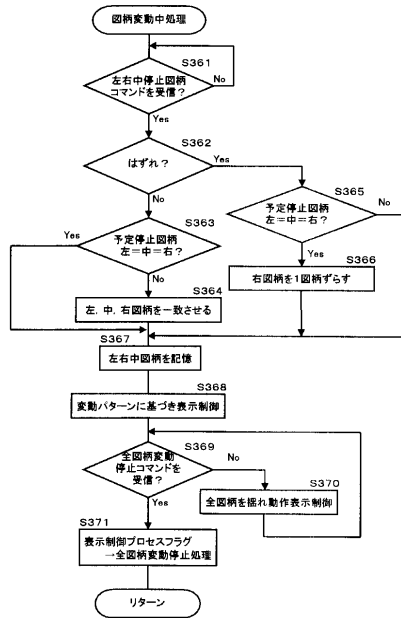 図柄変動中処理
S361
左右中停止図柄
コマンドを受信?
No
Yes
S362
はずれ?
Yes
No
S363
予定停止図柄
左=中=右?
Yes
No
S364
左, 中, 右図柄を一致させる
S365
予定停止図柄
左=中=右?
No
Yes
S366
右図柄を1図柄ずらす
S367
左右中図柄を記憶
S368
変動パターンに基づき表示制御
S369
全図柄変動
停止コマンドを
受信?
No
Yes
S370
全図柄を揺れ動作表示制御
S371
表示制御プロセスフラグ
→全図柄変動停止処理
リターン